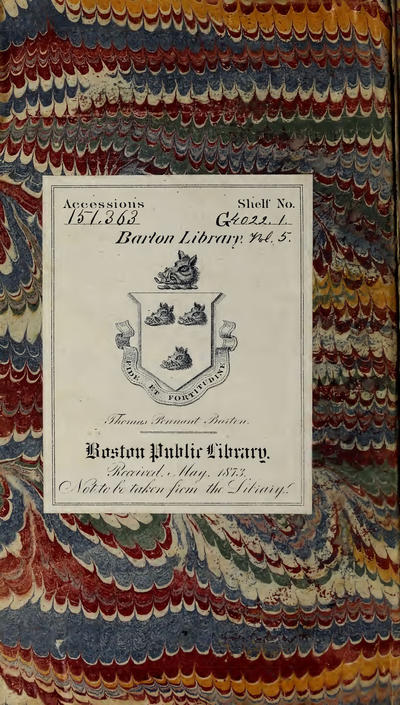 Accessions Shelf No.
151.363 G.4022.1.
Barton Library. Vol. 5.
FIDE ET FORTITUDINE
Thomas Pennant Barton.
Boston Public Library.
Received, May, 1873.
Not to be taken from the Library!